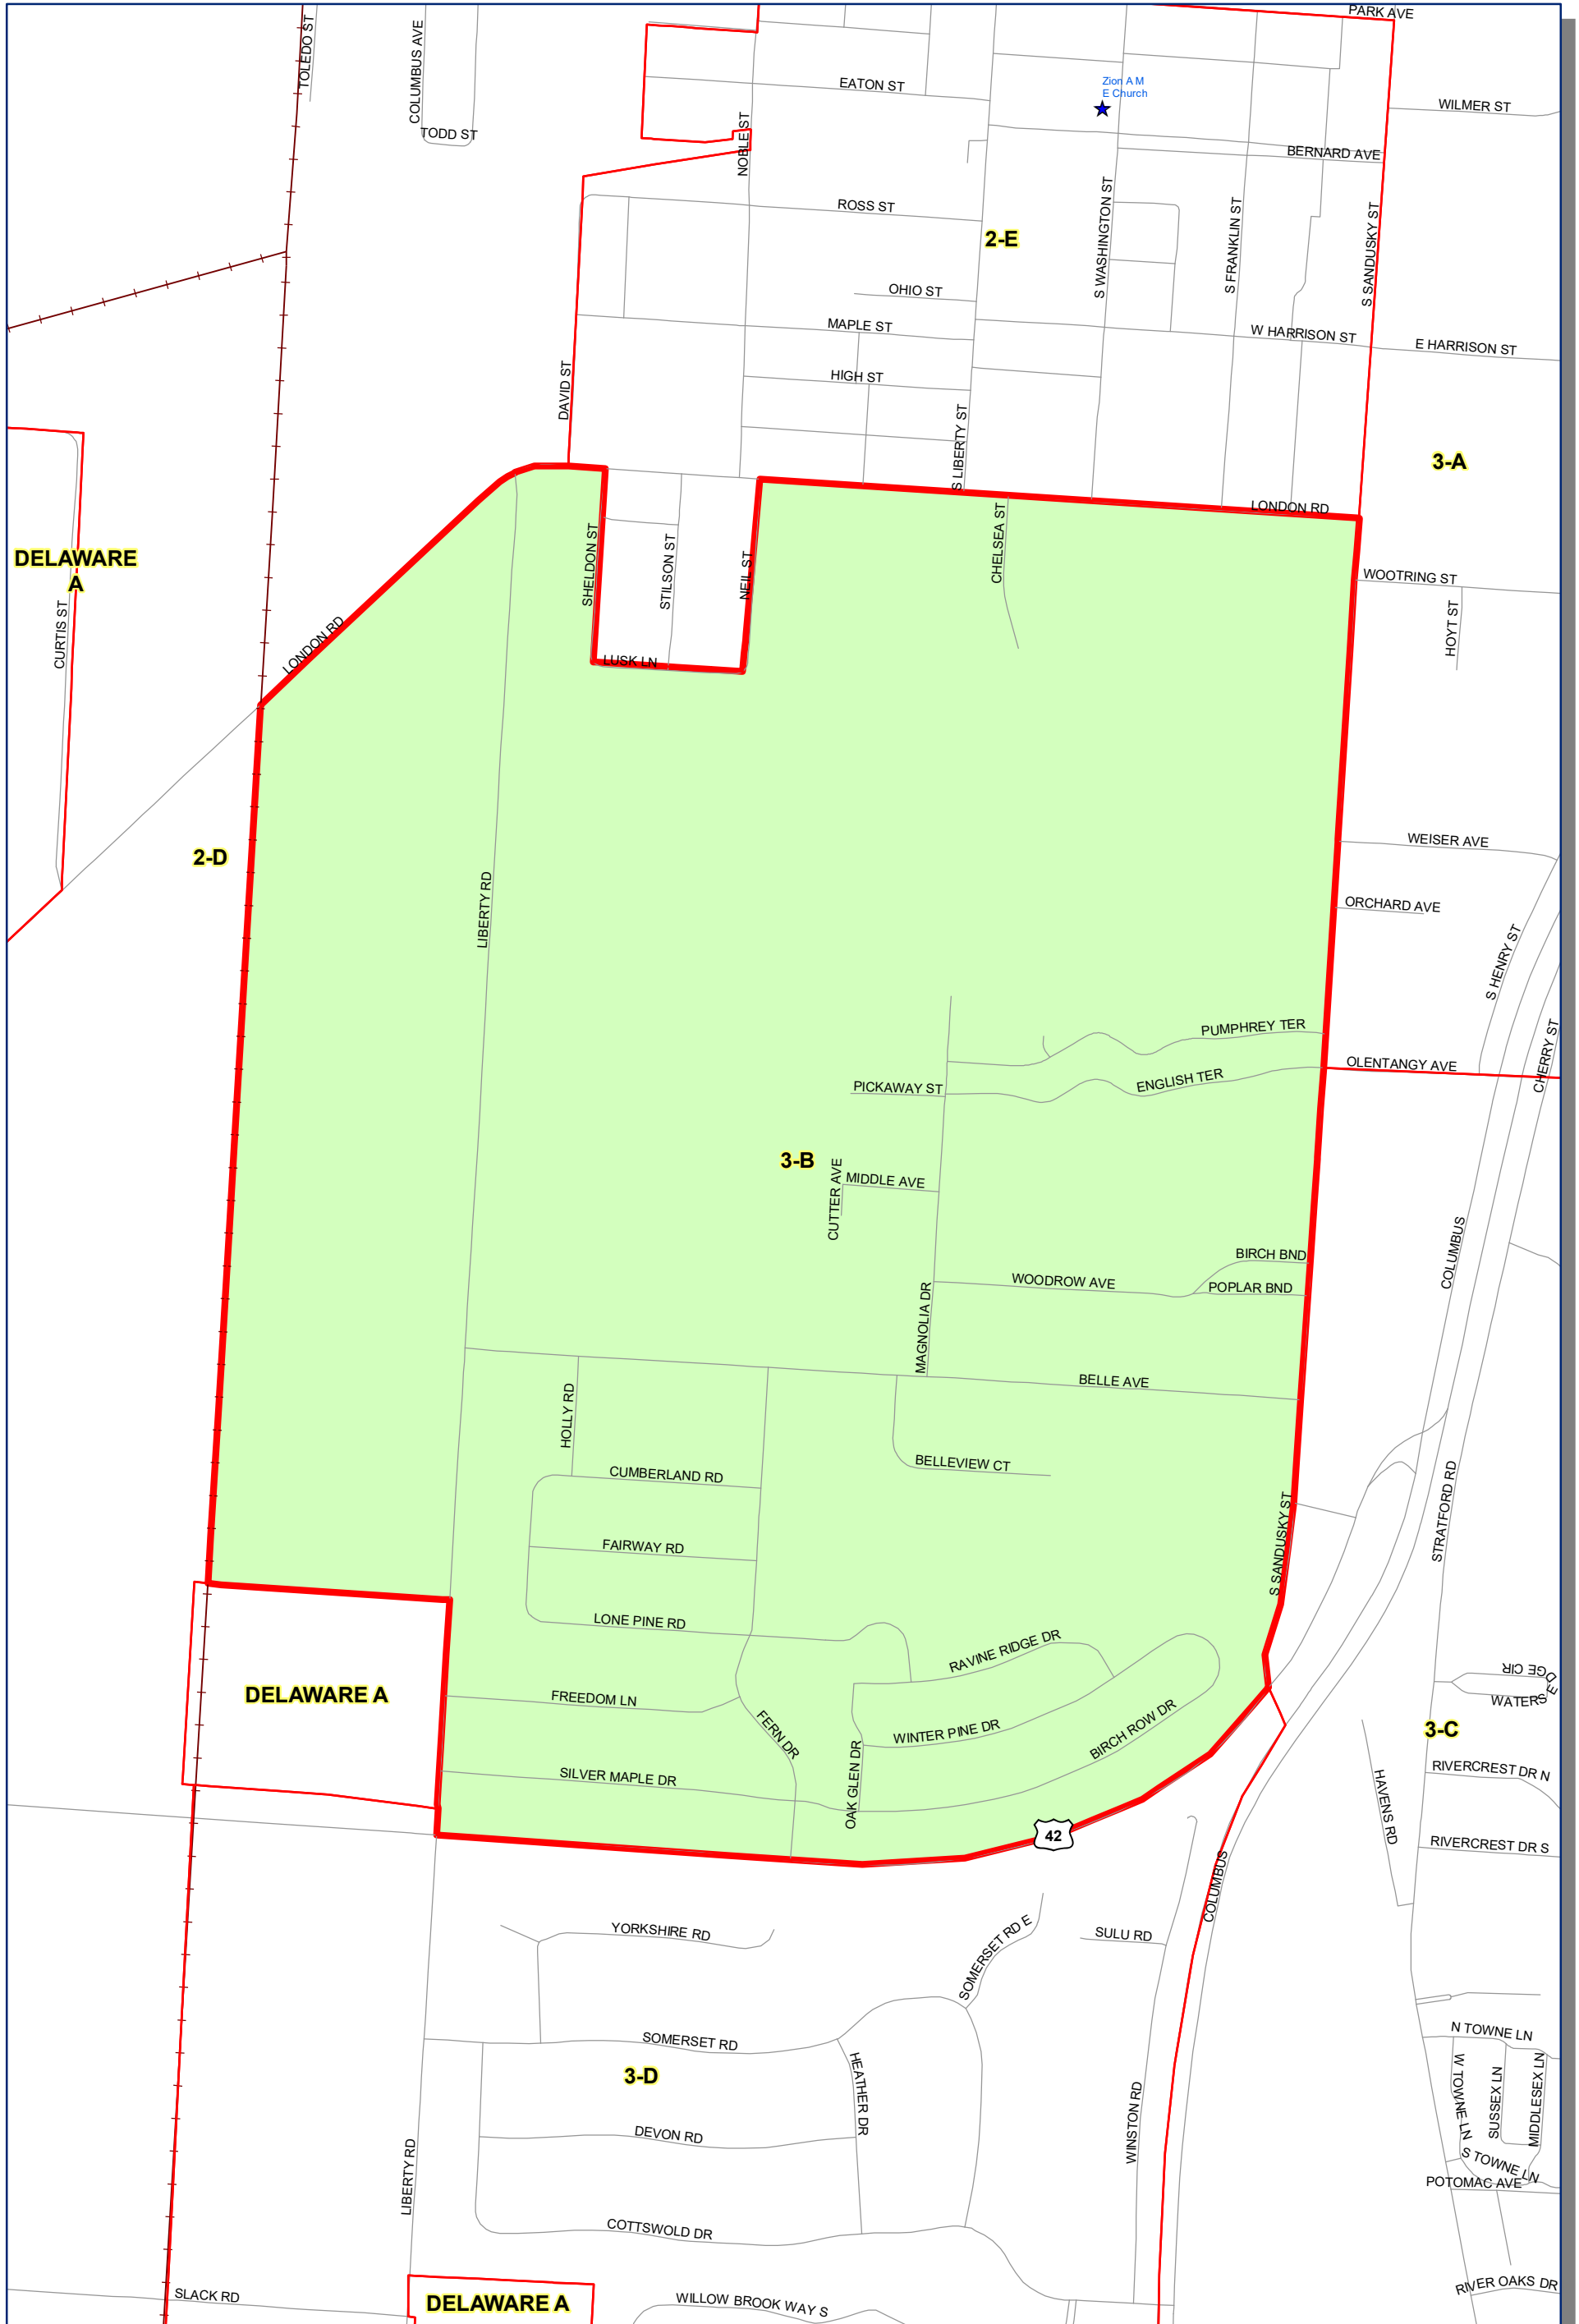 PARK AVE
TOLEDO ST
COLUMBUS AVE
TODD ST
EATON ST
Zion A M
E Church
WILMER ST
NOBLE ST
BERNARD AVE
ROSS ST
S WASHINGTON ST
S FRANKLIN ST
S SANDUSKY ST
2-E
OHIO ST
MAPLE ST
W HARRISON ST
E HARRISON ST
HIGH ST
DAVID ST
S LIBERTY ST
3-A
LONDON RD
DELAWARE
A
SHELDON ST
STILSON ST
NEIL ST
CHELSEA ST
WOOTRING ST
HOYT ST
CURTIS ST
LONDON RD
LUSK LN
2-D
WEISER AVE
LIBERTY RD
ORCHARD AVE
S HENRY ST
PUMPHREY TER
CHERRY ST
OLENTANGY AVE
PICKAWAY ST
ENGLISH TER
3-B
CUTTER AVE
MIDDLE AVE
COLUMBUS
BIRCH BND
WOODROW AVE
POPLAR BND
MAGNOLIA DR
BELLE AVE
HOLLY RD
BELLEVIEW CT
CUMBERLAND RD
STRATFORD RD
S SANDUSKY ST
FAIRWAY RD
LONE PINE RD
RAVINE RIDGE DR
DELAWARE A
FREEDOM LN
FERN DR
WINTER PINE DR
BIRCH ROW DR
OAK GLEN DR
SILVER MAPLE DR
WATERS EDGE CIR
3-C
RIVERCREST DR N
HAVENS RD
42
RIVERCREST DR S
COLUMBUS
YORKSHIRE RD
SOMERSET RD E
SULU RD
SOMERSET RD
N TOWNE LN
3-D
HEATHER DR
W TOWNE LN
SUSSEX LN
MIDDLESEX LN
WINSTON RD
DEVON RD
S TOWNE LN
POTOMAC AVE
LIBERTY RD
COTTSWOLD DR
SLACK RD
DELAWARE A
WILLOW BROOK WAY S
RIVER OAKS DR